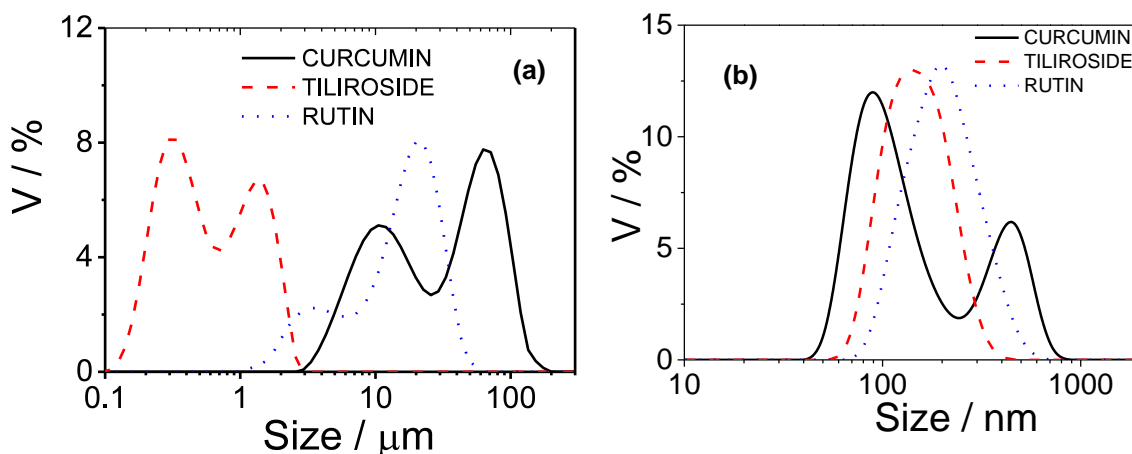 12
8
4
0
V / %
CURCUMIN
TILIROSIDE
RUTIN
(a)
0.1
1
10
100
Size / μm
15
10
5
0
V / %
(b)
CURCUMIN
TILIROSIDE
RUTIN
10
100
1000
Size / nm